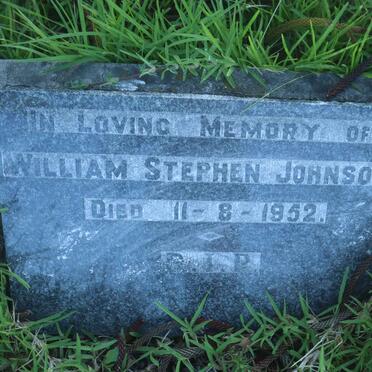 IN LOVING MEMORY OF
WILLIAM STEPHEN JOHNSO
DIED 11-8-1952.
R.I.P.